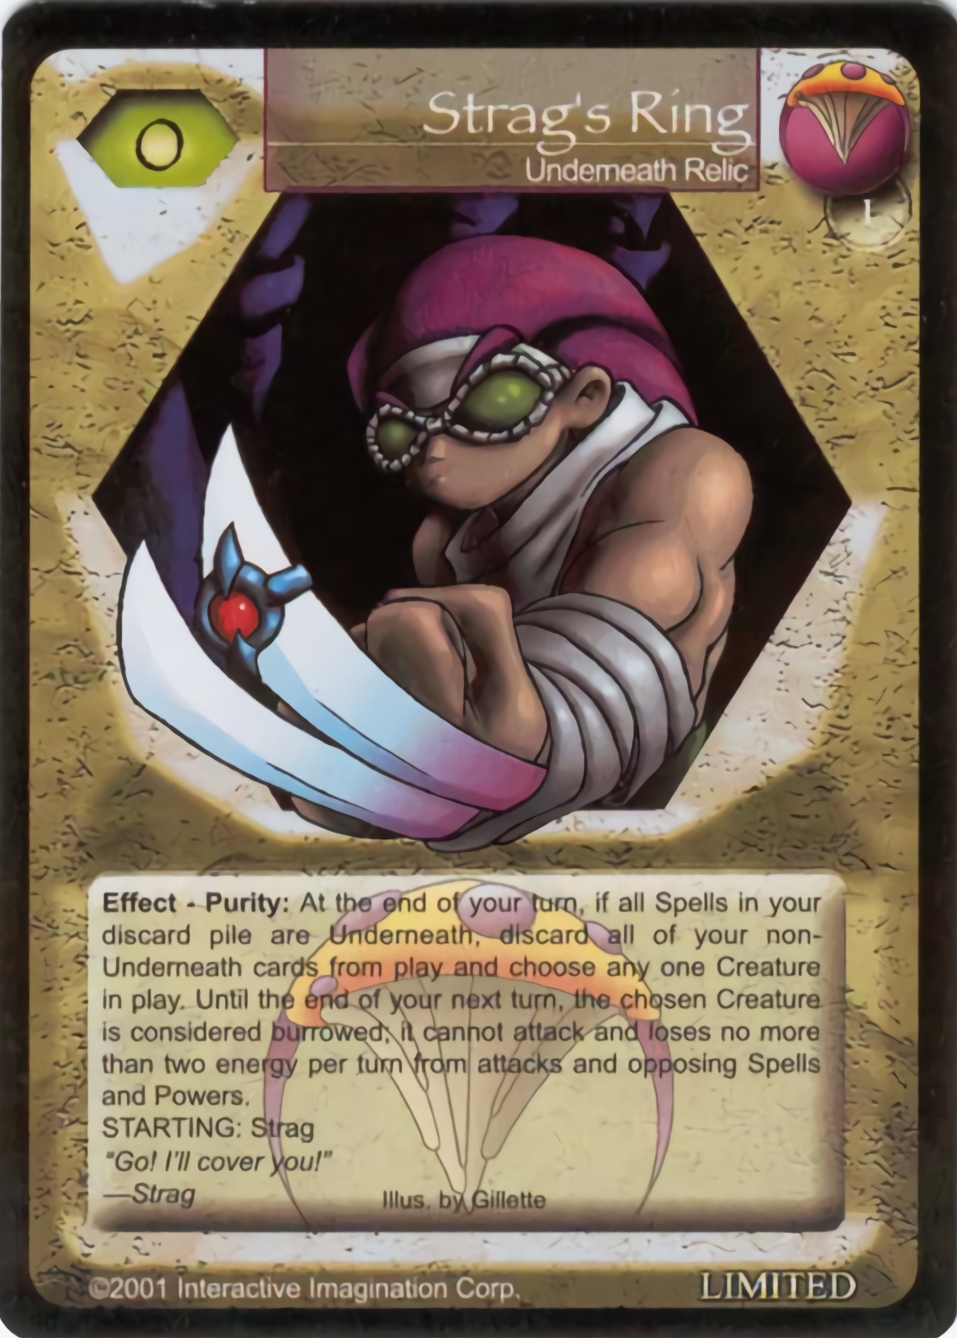 0
Strag's Ring
Underneath Relic
L
Effect - Purity: At the end of your turn, if all Spells in your
discard pile are Underneath, discard all of your non-
Underneath cards from play and choose any one Creature
in play. Until the end of your next turn, the chosen Creature
is considered burrowed; it cannot attack and loses no more
than two energy per turn from attacks and opposing Spells
and Powers.
STARTING: Strag
"Go! I'll cover you!"
—Strag
Illus. by Gillette
©2001 Interactive Imagination Corp.
LIMITED